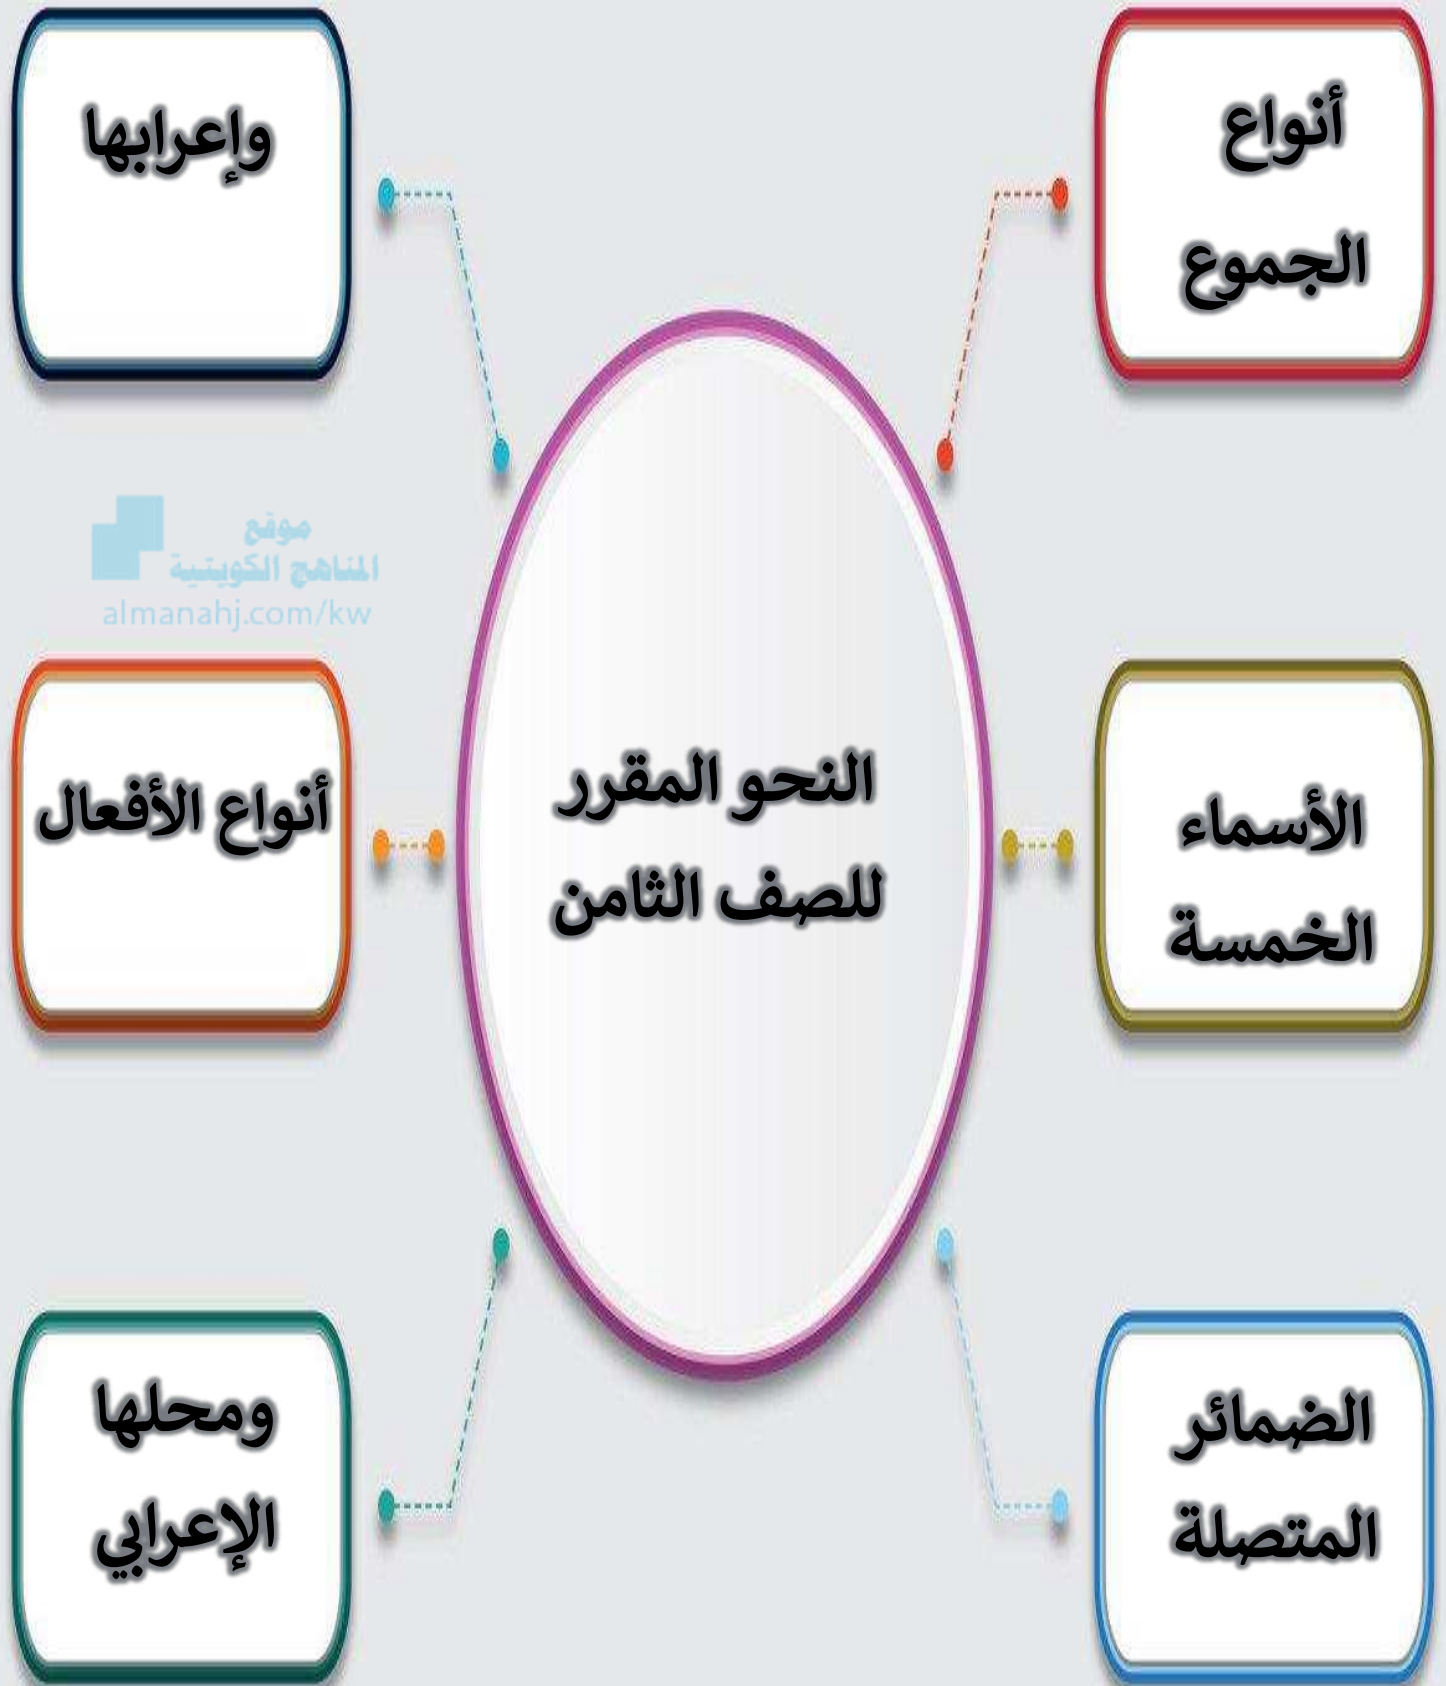 أنواع
الجموع
وإعرابها
موقع
المناهج الكويتية
almanahj.com/kw
الأسماء
الخمسة
النحو المقرر
للصف الثامن
أنواع الأفعال
الضمائر
المتصلة
ومحلها
الإعرابي